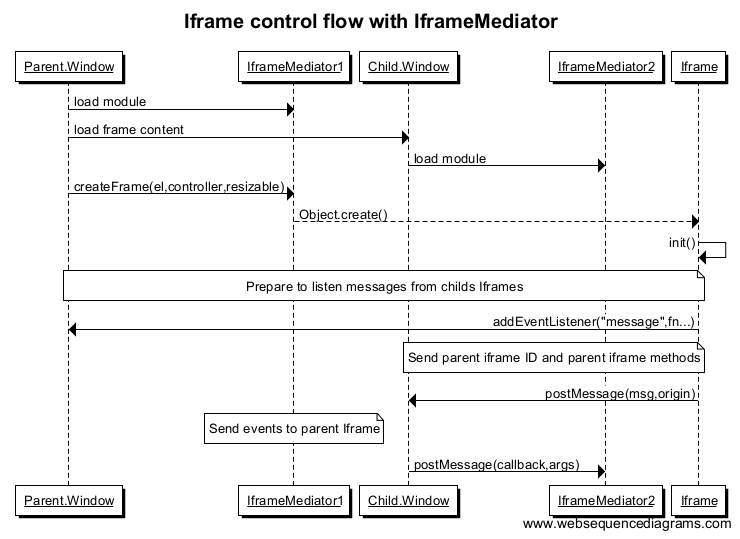 Iframe control flow with IframeMediator
Parent.Window IframeMediator1 Child.Window IframeMediator2 Iframe
load module
load frame content
load module
createFrame(el,controller,resizable)
Object.create()
init()
Prepare to listen messages from childs Iframes
addEventListener("message",fn...)
Send parent iframe ID and parent iframe methods
postMessage(msg,origin)
Send events to parent Iframe
postMessage(callback,args)
Parent.Window IframeMediator1 Child.Window IframeMediator2 Iframe
www.websequencediagrams.com